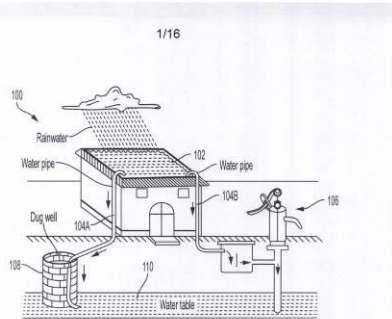 1/16
100
Rainwater
102
Water pipe
Water pipe
104A
104B
106
Dug well
108
110
Water table